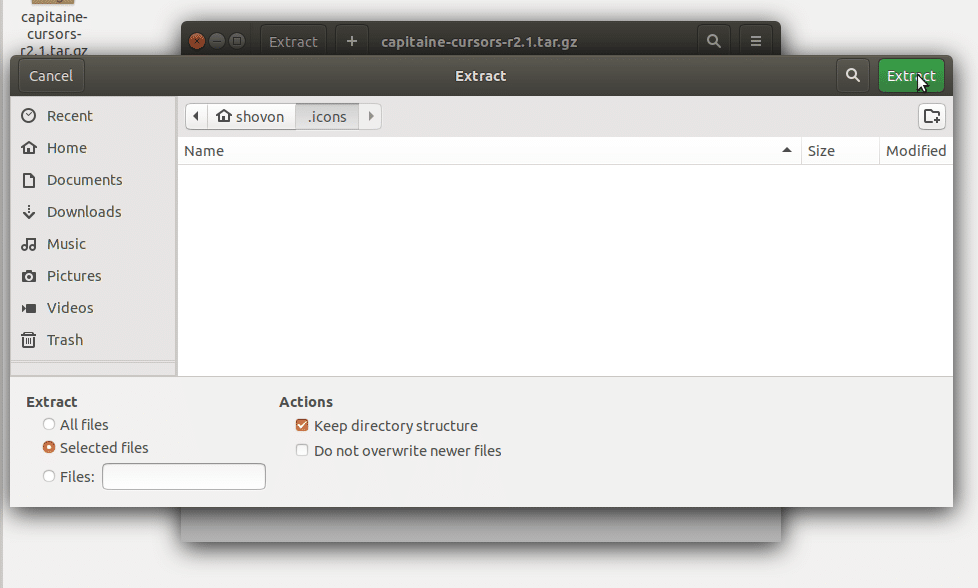 capitaine-
cursors-
r2.1.tar.gz
Extract + capitaine-cursors-r2.1.tar.gz
Cancel Extract Extract
Recent
Home
Documents
Downloads
Music
Pictures
Videos
Trash
shovon .icons
Name Size Modified
Extract
All files
Selected files
Files:
Actions
Keep directory structure
Do not overwrite newer files